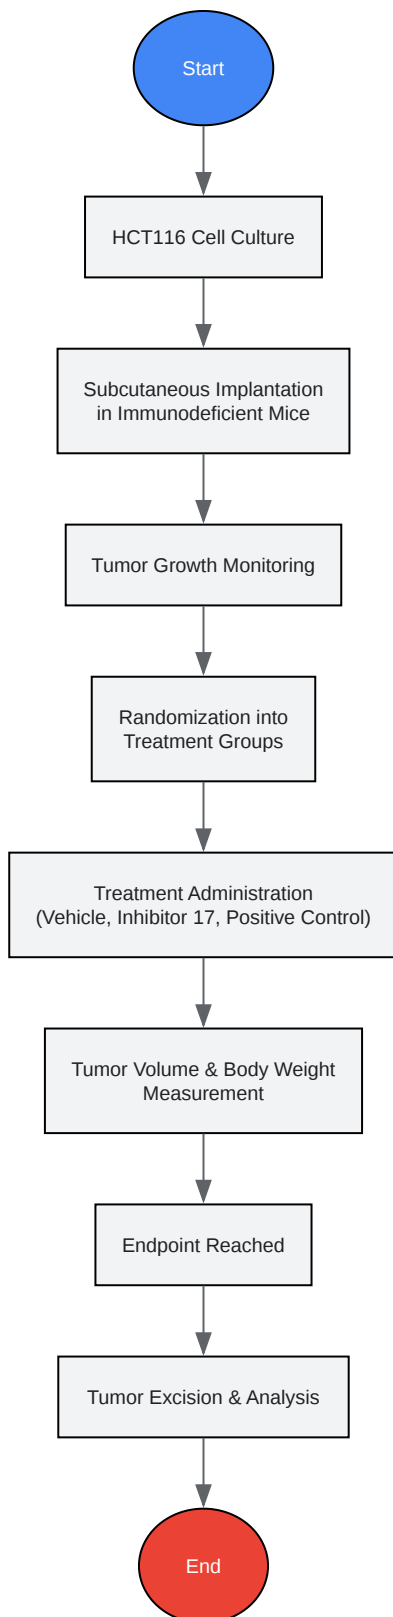 Start
HCT116 Cell Culture
Subcutaneous Implantation
in Immunodeficient Mice
Tumor Growth Monitoring
Randomization into
Treatment Groups
Treatment Administration
(Vehicle, Inhibitor 17, Positive Control)
Tumor Volume & Body Weight
Measurement
Endpoint Reached
Tumor Excision & Analysis
End